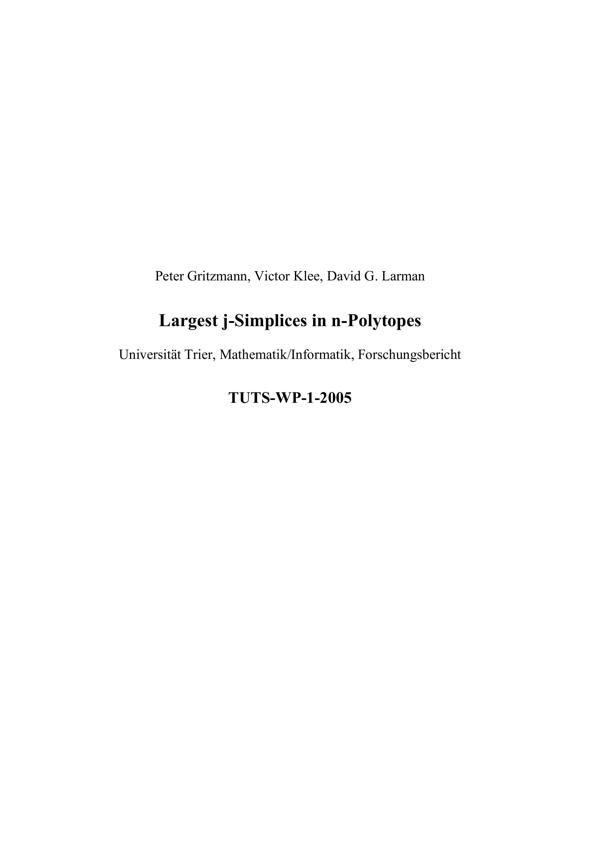 Peter Gritzmann, Victor Klee, David G. Larman
Largest j-Simplices in n-Polytopes
Universität Trier, Mathematik/Informatik, Forschungsbericht
TUTS-WP-1-2005